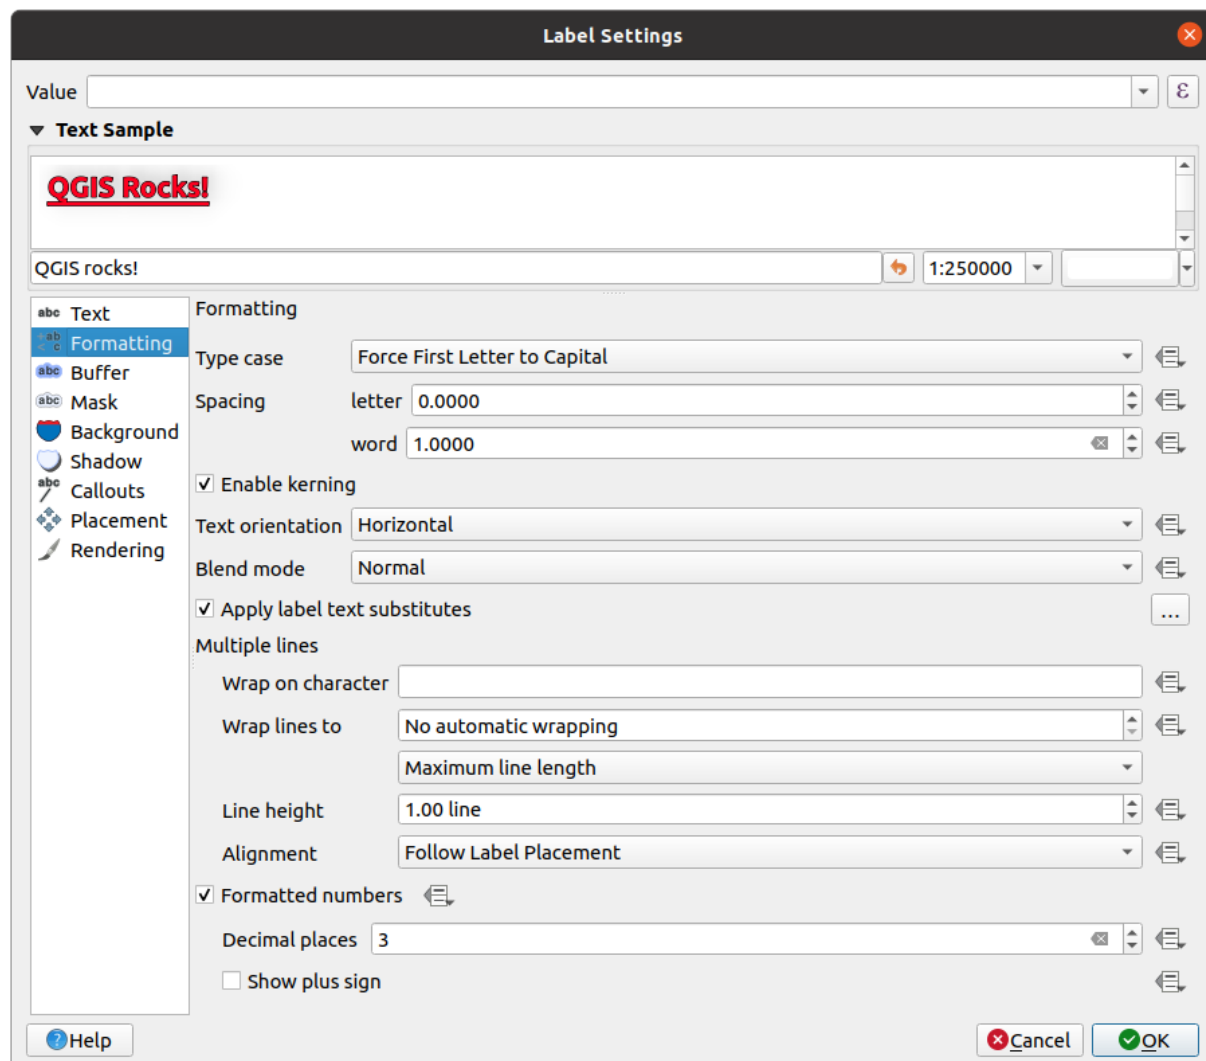 Label Settings
Value ε
Text Sample
QGIS Rocks!
QGIS rocks! 1:250000
abc Text
Formatting
abc Buffer
abc Mask
Background
Shadow
abc Callouts
Placement
Rendering
Formatting
Type case Force First Letter to Capital
Spacing letter 0.0000
word 1.0000
Enable kerning
Text orientation Horizontal
Blend mode Normal
Apply label text substitutes ...
Multiple lines
Wrap on character
Wrap lines to No automatic wrapping
Maximum line length
Line height 1.00 line
Alignment Follow Label Placement
Formatted numbers
Decimal places 3
Show plus sign
Help Cancel OK